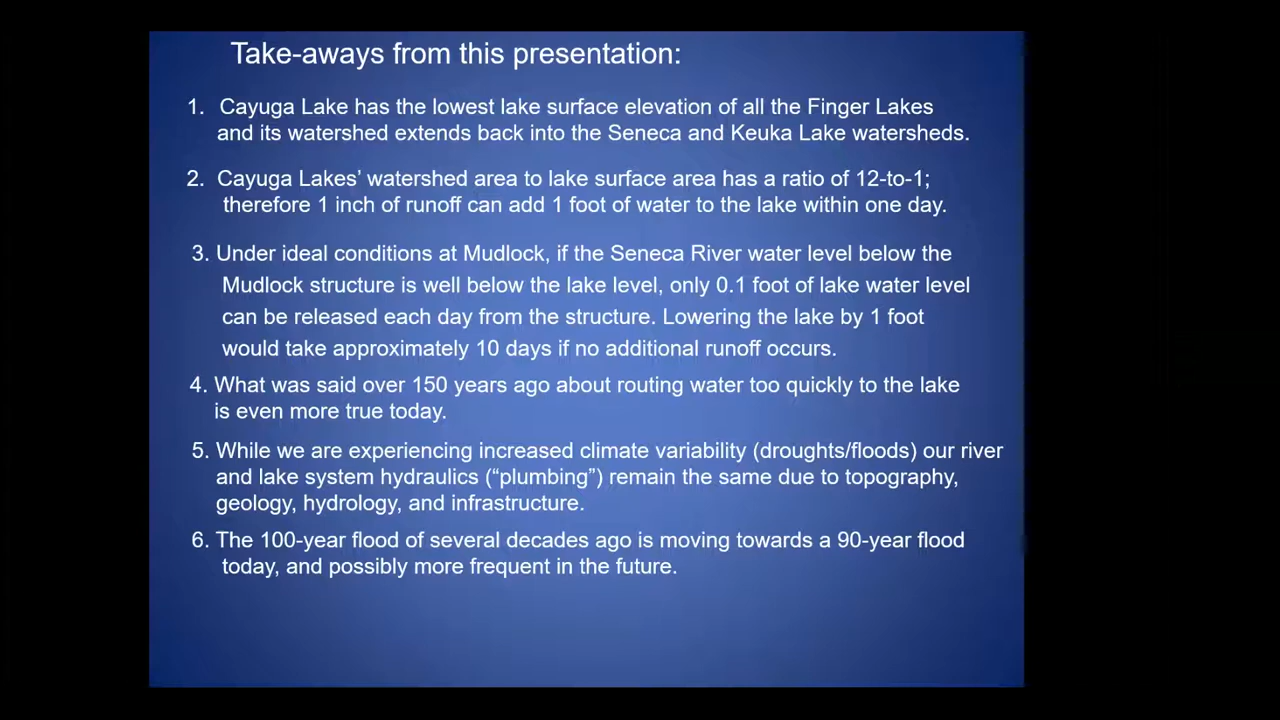 Take-aways from this presentation:
1. Cayuga Lake has the lowest lake surface elevation of all the Finger Lakes
and its watershed extends back into the Seneca and Keuka Lake watersheds.
2. Cayuga Lakes’ watershed area to lake surface area has a ratio of 12-to-1;
therefore 1 inch of runoff can add 1 foot of water to the lake within one day.
3. Under ideal conditions at Mudlock, if the Seneca River water level below the
Mudlock structure is well below the lake level, only 0.1 foot of lake water level
can be released each day from the structure. Lowering the lake by 1 foot
would take approximately 10 days if no additional runoff occurs.
4. What was said over 150 years ago about routing water too quickly to the lake
is even more true today.
5. While we are experiencing increased climate variability (droughts/floods) our river
and lake system hydraulics (“plumbing”) remain the same due to topography,
geology, hydrology, and infrastructure.
6. The 100-year flood of several decades ago is moving towards a 90-year flood
today, and possibly more frequent in the future.